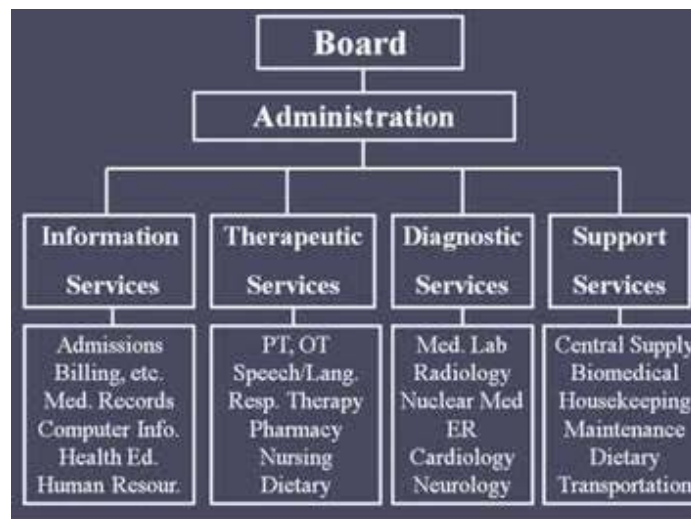 Board
Administration
Information
Services
Therapeutic
Services
Diagnostic
Services
Support
Services
Admissions
Billing, etc.
Med. Records
Computer Info.
Health Ed.
Human Resour.
PT, OT
Speech/Lang.
Resp. Therapy
Pharmacy
Nursing
Dietary
Med. Lab
Radiology
Nuclear Med
ER
Cardiology
Neurology
Central Supply
Biomedical
Housekeeping
Maintenance
Dietary
Transportation